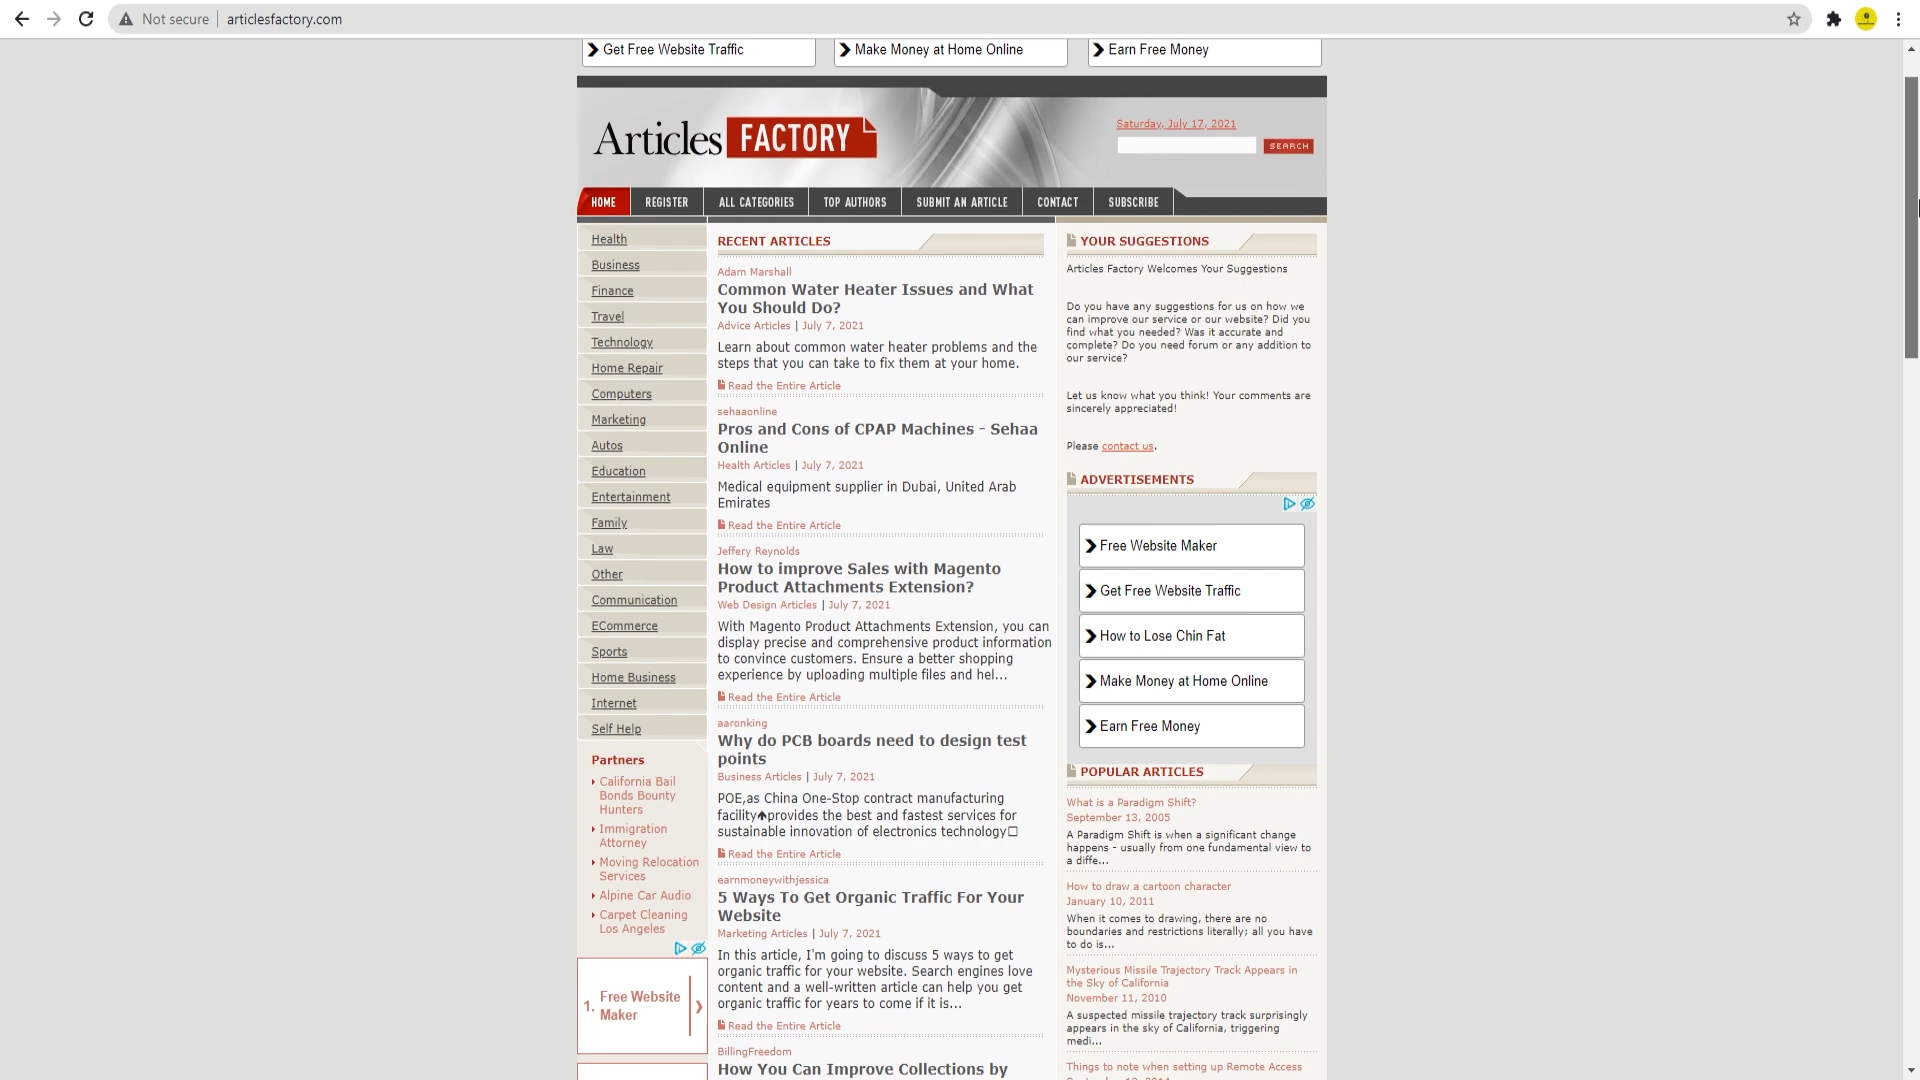 Not secure
articlesfactory.com
Get Free Website Traffic
Make Money at Home Online
Earn Free Money
Articles FACTORY
Saturday, July 17, 2021
SEARCH
HOME
REGISTER
ALL CATEGORIES
TOP AUTHORS
SUBMIT AN ARTICLE
CONTACT
SUBSCRIBE
Health
Business
Finance
Travel
Technology
Home Repair
Computers
Marketing
Autos
Education
Entertainment
Family
Law
Other
Communication
ECommerce
Sports
Home Business
Internet
Self Help
Partners
California Bail
Bonds Bounty
Hunters
Immigration
Attorney
Moving Relocation
Services
Alpine Car Audio
Carpet Cleaning
Los Angeles
1. Free Website
Maker
RECENT ARTICLES
Adam Marshall
Common Water Heater Issues and What
You Should Do?
Advice Articles | July 7, 2021
Learn about common water heater problems and the
steps that you can take to fix them at your home.
Read the Entire Article
sehaaonline
Pros and Cons of CPAP Machines - Sehaa
Online
Health Articles | July 7, 2021
Medical equipment supplier in Dubai, United Arab
Emirates
Read the Entire Article
Jeffery Reynolds
How to improve Sales with Magento
Product Attachments Extension?
Web Design Articles | July 7, 2021
With Magento Product Attachments Extension, you can
display precise and comprehensive product information
to convince customers. Ensure a better shopping
experience by uploading multiple files and hel...
Read the Entire Article
aaronking
Why do PCB boards need to design test
points
Business Articles | July 7, 2021
POE,as China One-Stop contract manufacturing
facility🡅provides the best and fastest services for
sustainable innovation of electronics technology□
Read the Entire Article
earnmoneywithjessica
5 Ways To Get Organic Traffic For Your
Website
Marketing Articles | July 7, 2021
In this article, I'm going to discuss 5 ways to get
organic traffic for your website. Search engines love
content and a well-written article can help you get
organic traffic for years to come if it is...
Read the Entire Article
BillingFreedom
How You Can Improve Collections by
YOUR SUGGESTIONS
Articles Factory Welcomes Your Suggestions
Do you have any suggestions for us on how we
can improve our service or our website? Did you
find what you needed? Was it accurate and
complete? Do you need forum or any addition to
our service?
Let us know what you think! Your comments are
sincerely appreciated!
Please contact us.
ADVERTISEMENTS
Free Website Maker
Get Free Website Traffic
How to Lose Chin Fat
Make Money at Home Online
Earn Free Money
POPULAR ARTICLES
What is a Paradigm Shift?
September 13, 2005
A Paradigm Shift is when a significant change
happens - usually from one fundamental view to
a diffe...
How to draw a cartoon character
January 10, 2011
When it comes to drawing, there are no
boundaries and restrictions literally; all you have
to do is...
Mysterious Missile Trajectory Track Appears in
the Sky of California
November 11, 2010
A suspected missile trajectory track surprisingly
appears in the sky of California, triggering
medi...
Things to note when setting up Remote Access